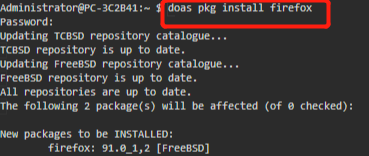 Administrator@PC-3C2B41:~ $ doas pkg install firefox
Password:
Updating TCBSD repository catalogue...
TCBSD repository is up to date.
Updating FreeBSD repository catalogue...
FreeBSD repository is up to date.
All repositories are up to date.
The following 2 package(s) will be affected (of 0 checked):
New packages to be INSTALLED:
firefox: 91.0_1,2 [FreeBSD]